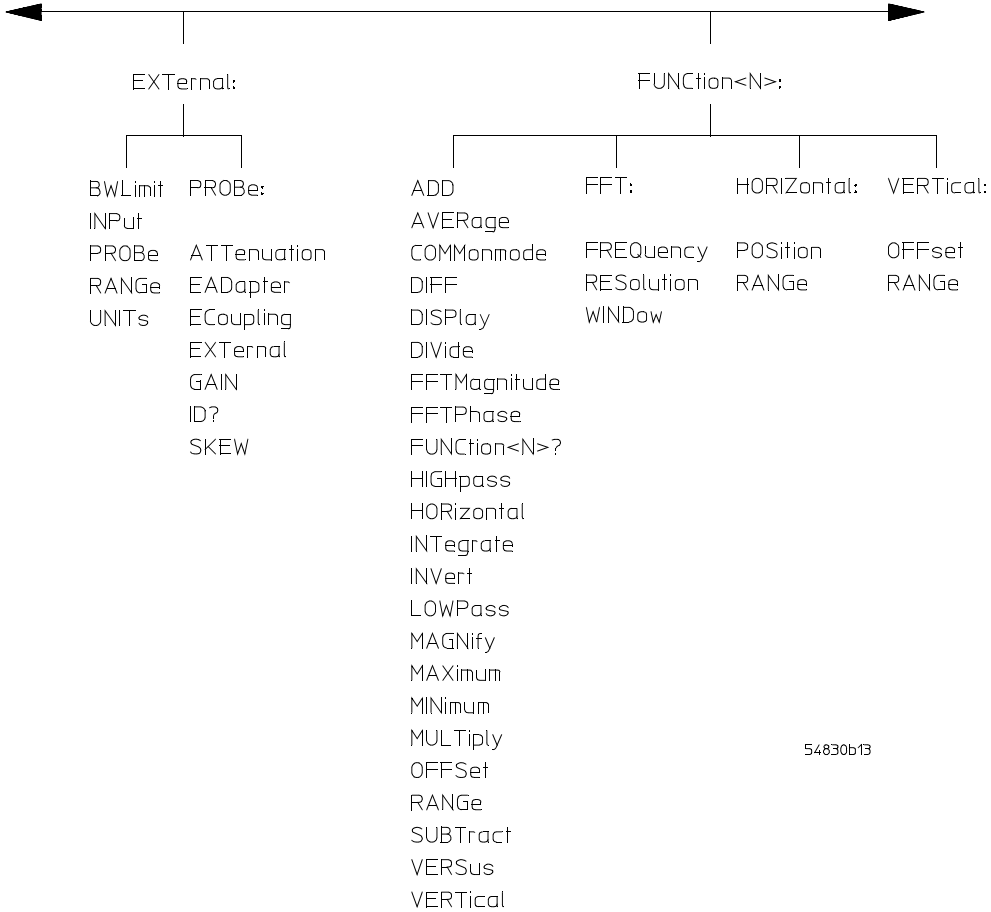 EXTernal:
FUNCtion<N>:
BWLimit
INPut
PROBe
RANGe
UNITs
PROBe:
ATTenuation
EADapter
ECoupling
EXTernal
GAIN
ID?
SKEW
ADD
AVERage
COMMonmode
DIFF
DISPlay
DIVide
FFTMagnitude
FFTPhase
FUNCtion<N>?
HIGHpass
HORizontal
INTegrate
INVert
LOWPass
MAGNify
MAXimum
MINimum
MULTiply
OFFSet
RANGe
SUBTract
VERSus
VERTical
FFT:
FREQuency
RESolution
WINDow
HORIZontal:
POSition
RANGe
VERTical:
OFFset
RANGe
54830b13